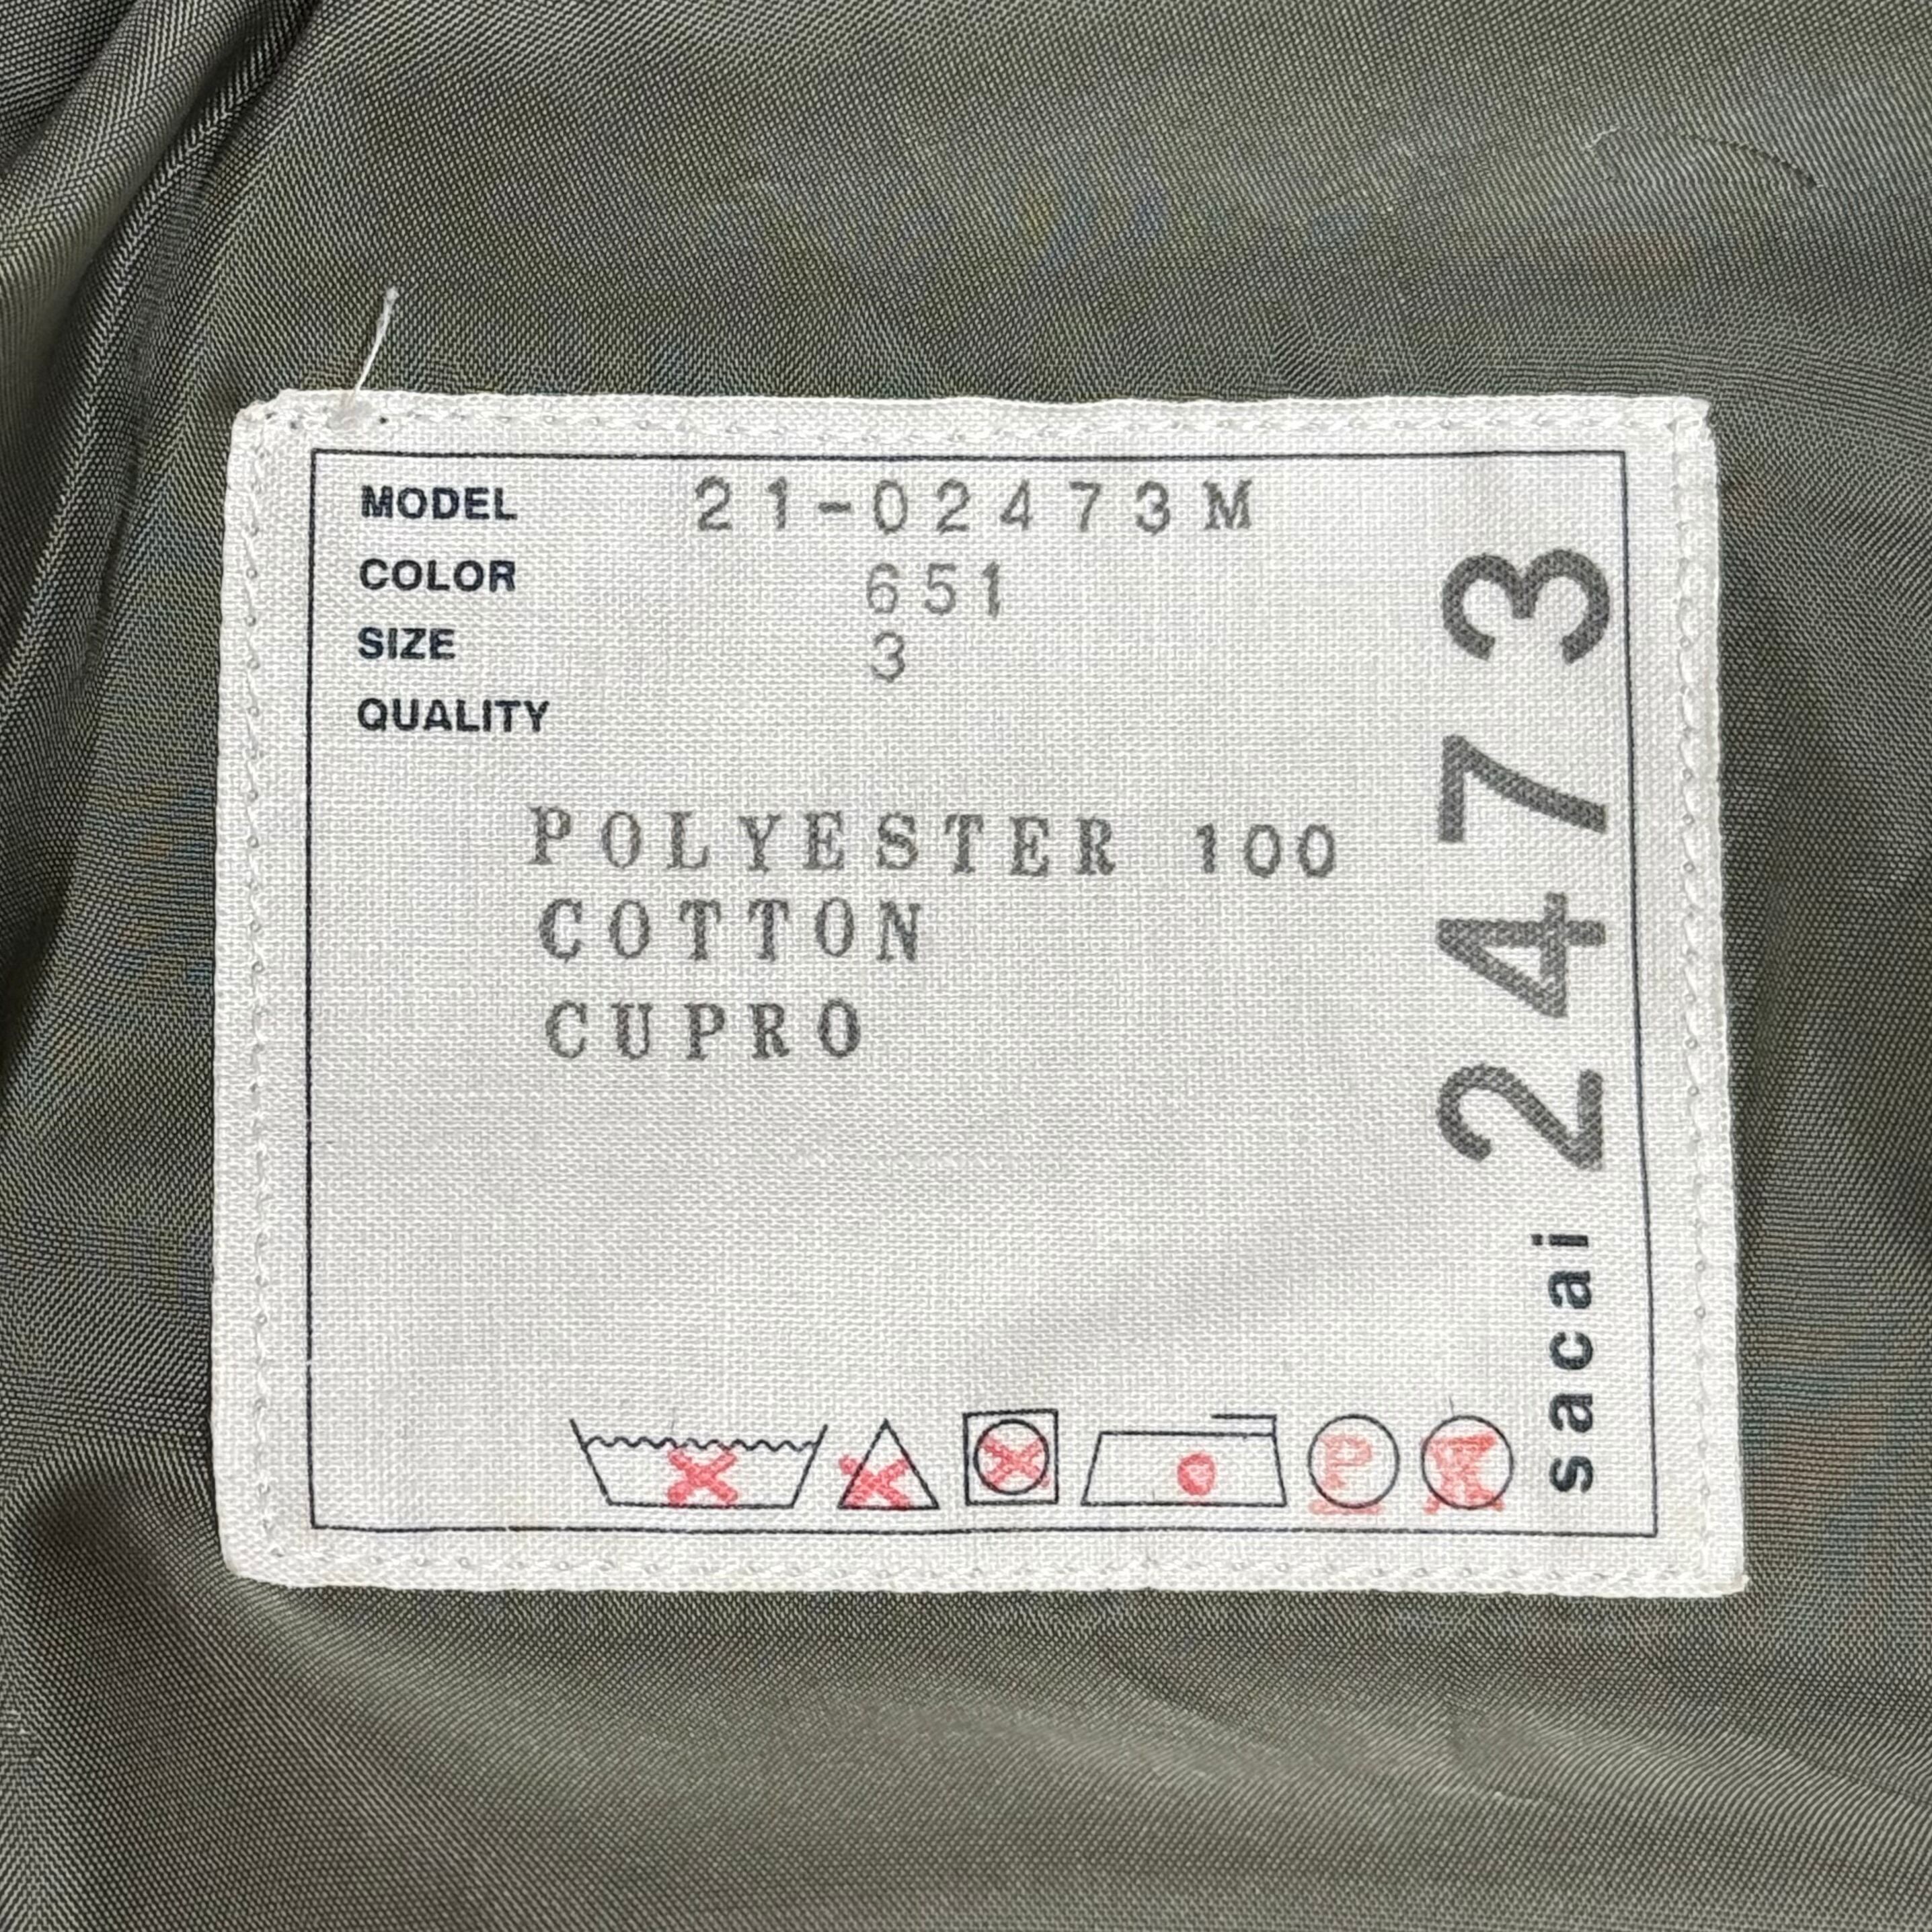 MODEL 21-02473M
COLOR 651
SIZE 3
QUALITY
POLYESTER 100
COTTON
CUPRO
sacai 2473
P